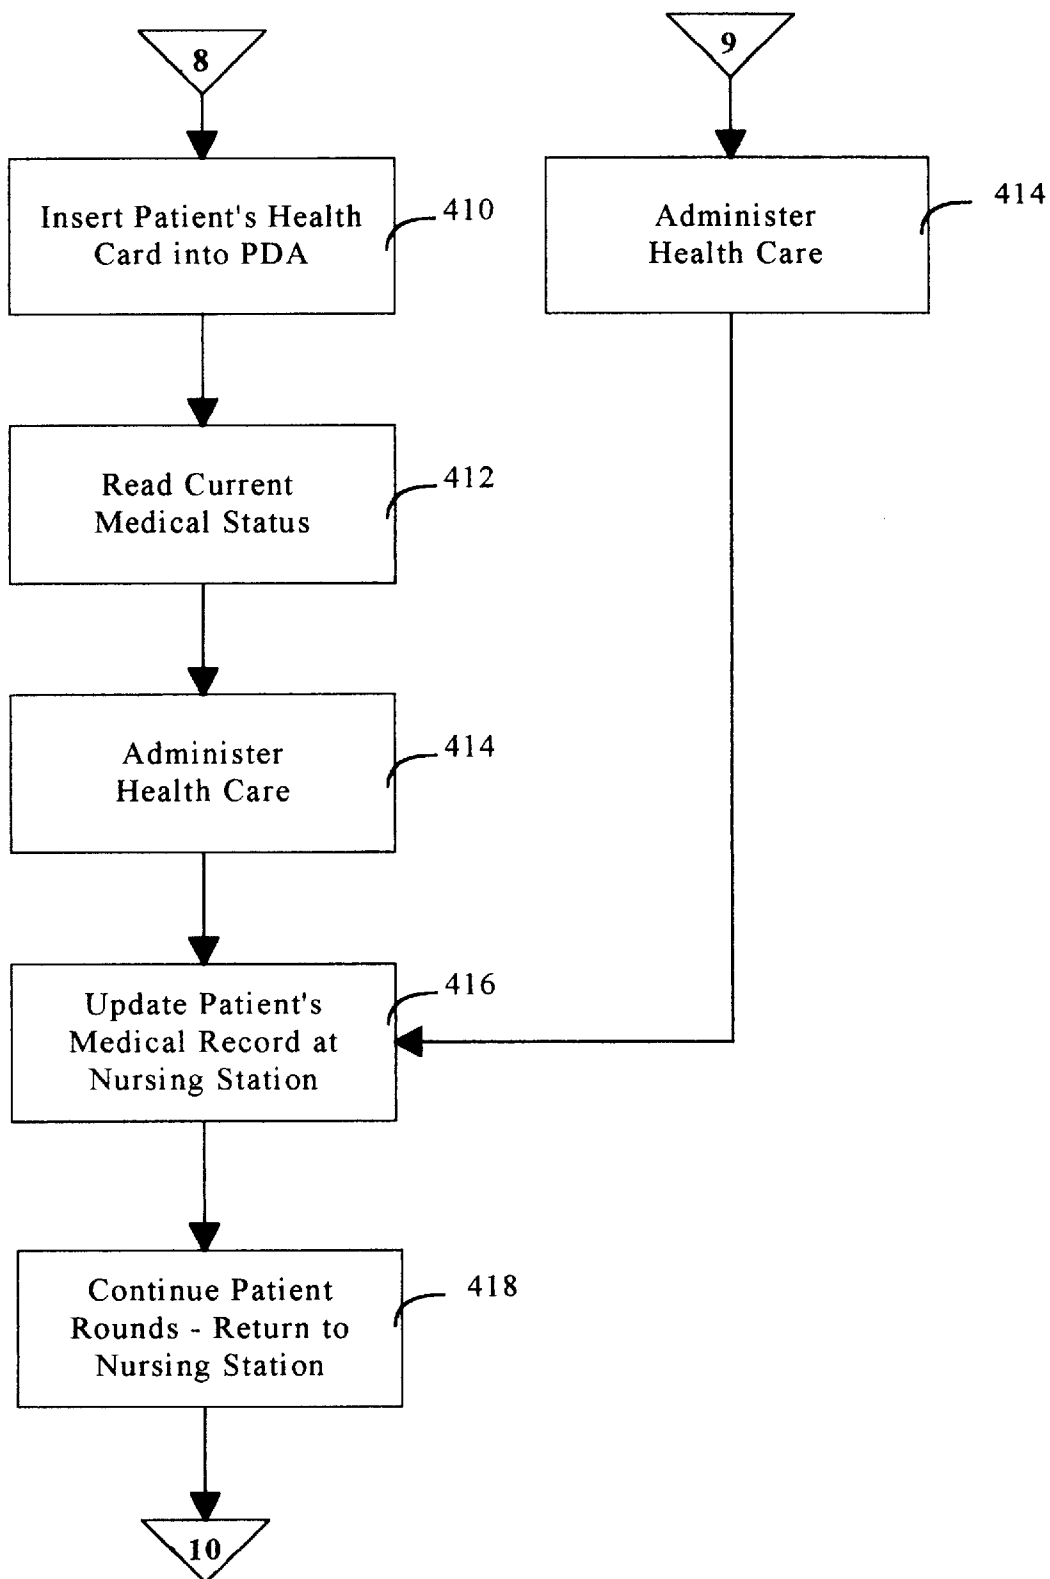 8
9
Insert Patient's Health
Card into PDA
410
Administer
Health Care
414
Read Current
Medical Status
412
Administer
Health Care
414
Update Patient's
Medical Record at
Nursing Station
416
Continue Patient
Rounds - Return to
Nursing Station
418
10